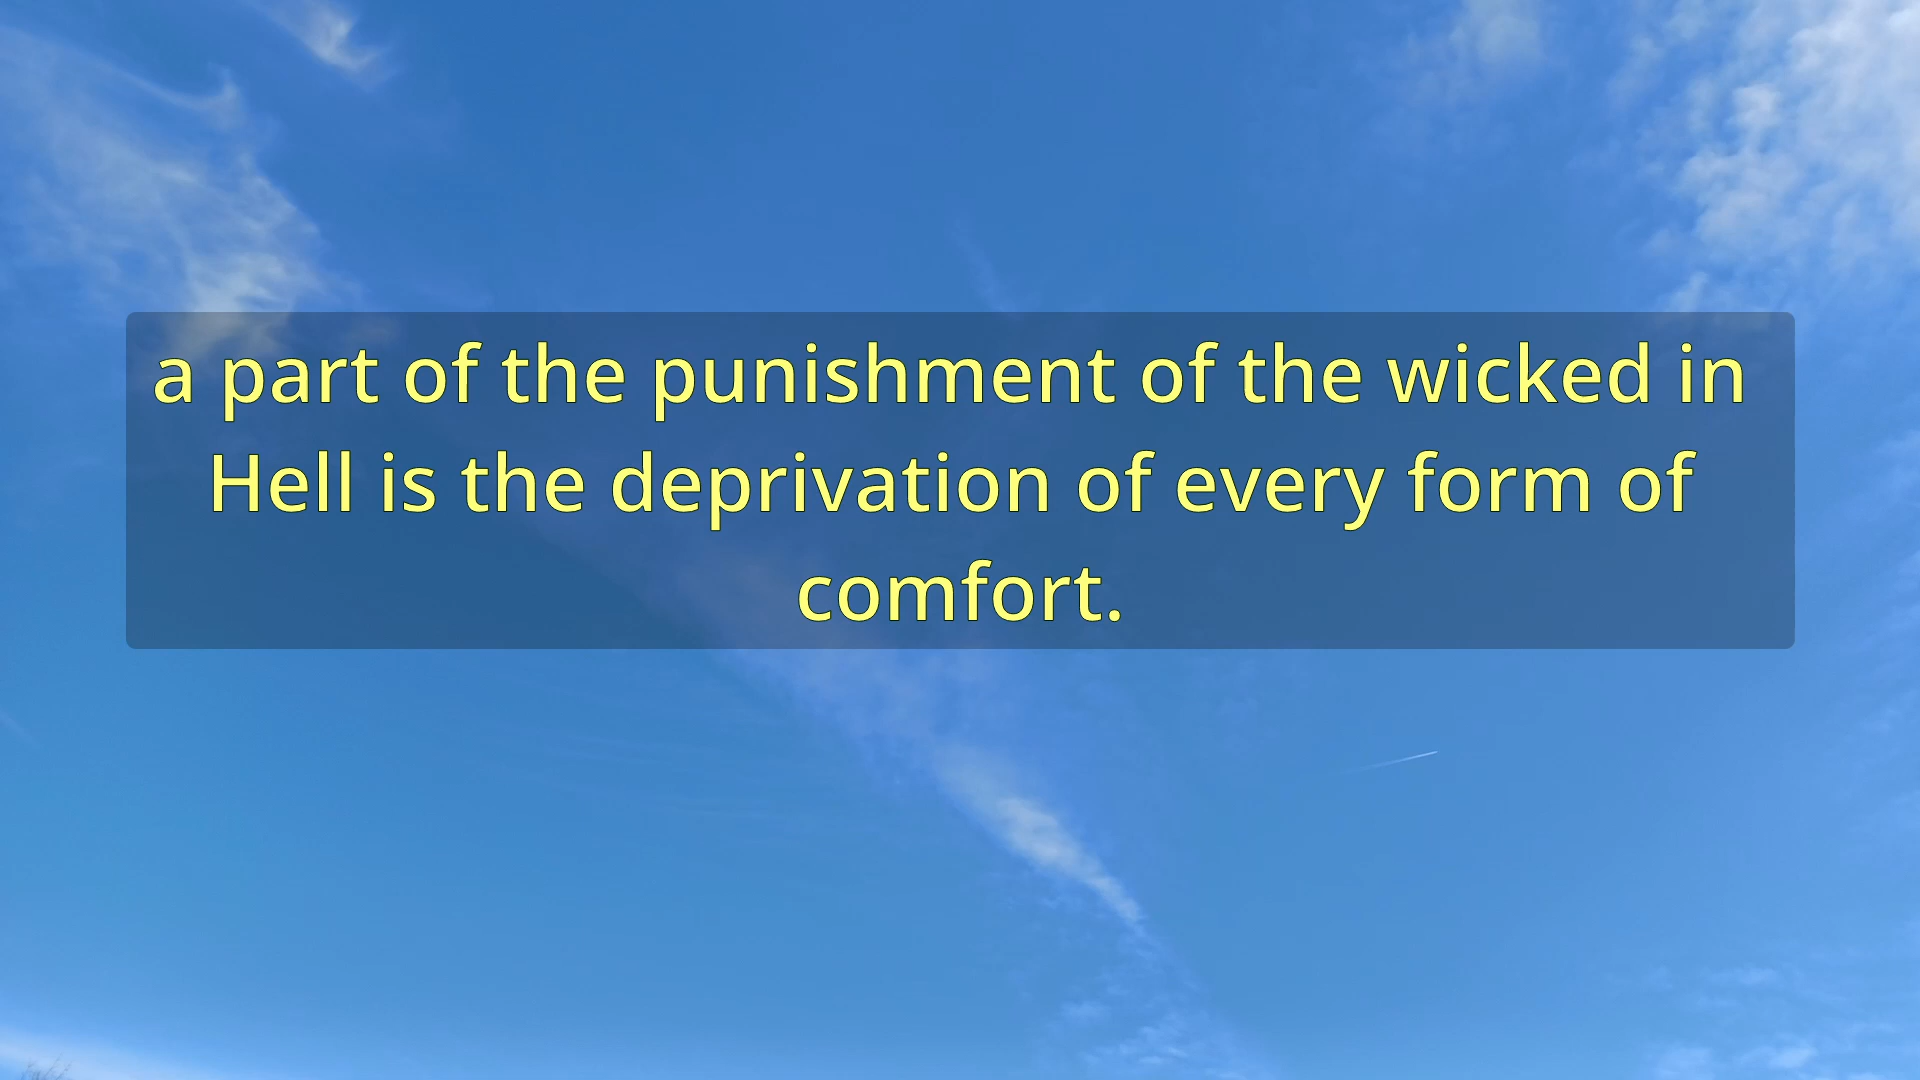 a part of the punishment of the wicked in
Hell is the deprivation of every form of
comfort.